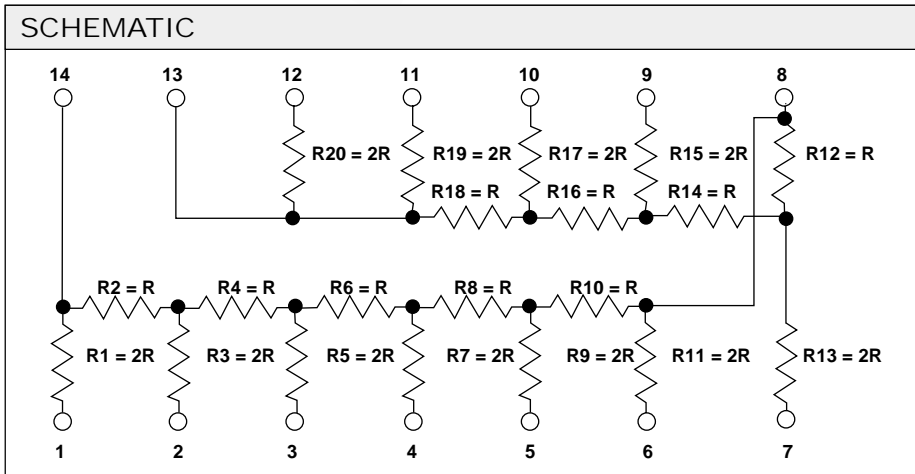 SCHEMATIC
14 13 12 11 10 9 8
R20 = 2R R19 = 2R R17 = 2R R15 = 2R R12 = R
R18 = R R16 = R R14 = R
R2 = R R4 = R R6 = R R8 = R R10 = R
R1 = 2R R3 = 2R R5 = 2R R7 = 2R R9 = 2R R11 = 2R R13 = 2R
1 2 3 4 5 6 7